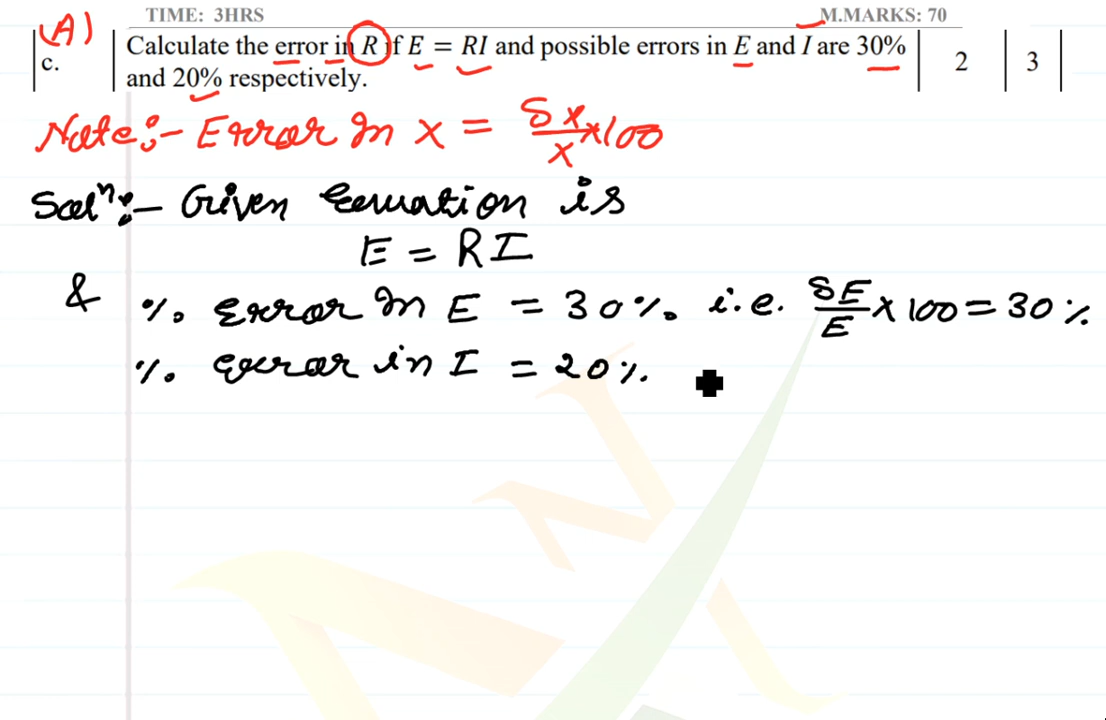 TIME: 3HRS M.MARKS: 70
(A)
c. Calculate the error in R if E = RI and possible errors in E and I are 30% 2 3
and 20% respectively.
Note:- Error In x = δx/x × 100
Solⁿ:- Given Equation is
E = RI
& % Error In E = 30%. i.e. δE/E × 100 = 30%
% error in I = 20%.